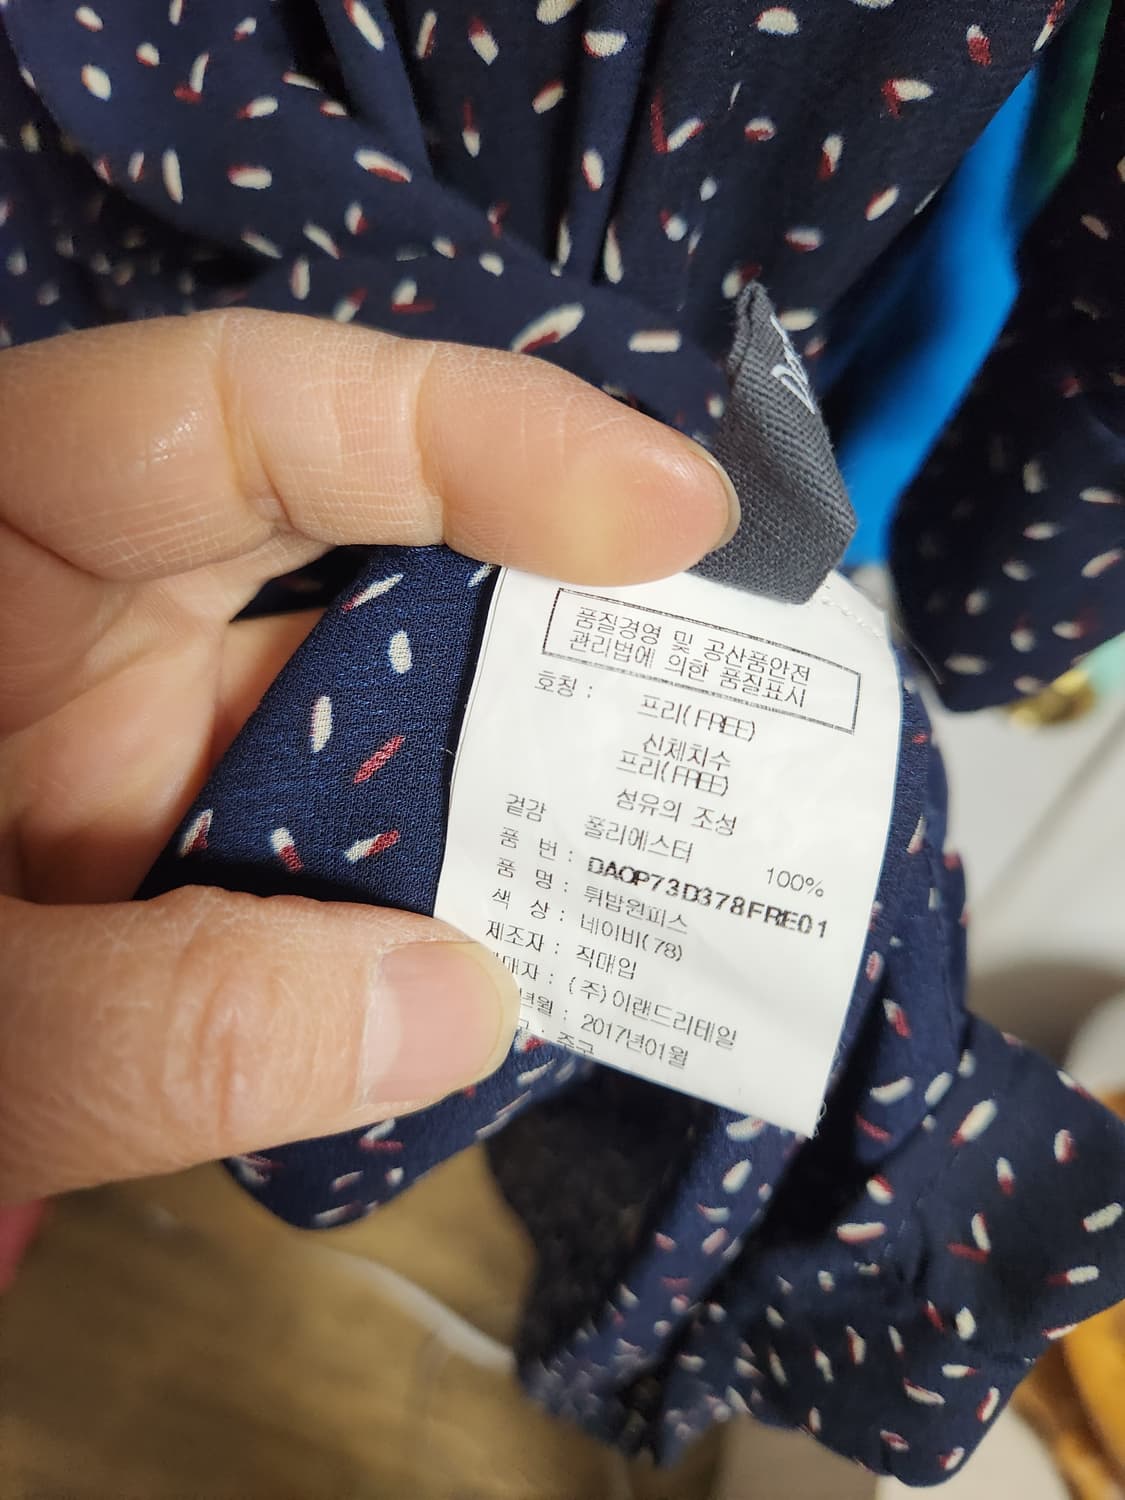 품질경영 및 공산품안전
관리법에 의한 품질표시
호칭 : 프리(FREE)
신체치수
프리(FREE)
섬유의 조성
겉감 폴리에스터 100%
품 번 : DAOP73D378FRE01
품 명 : 튀밥원피스
색 상 : 네이비(78)
제조자 : 직매입
매자 : (주)이랜드리테일
년월 : 2017년01월